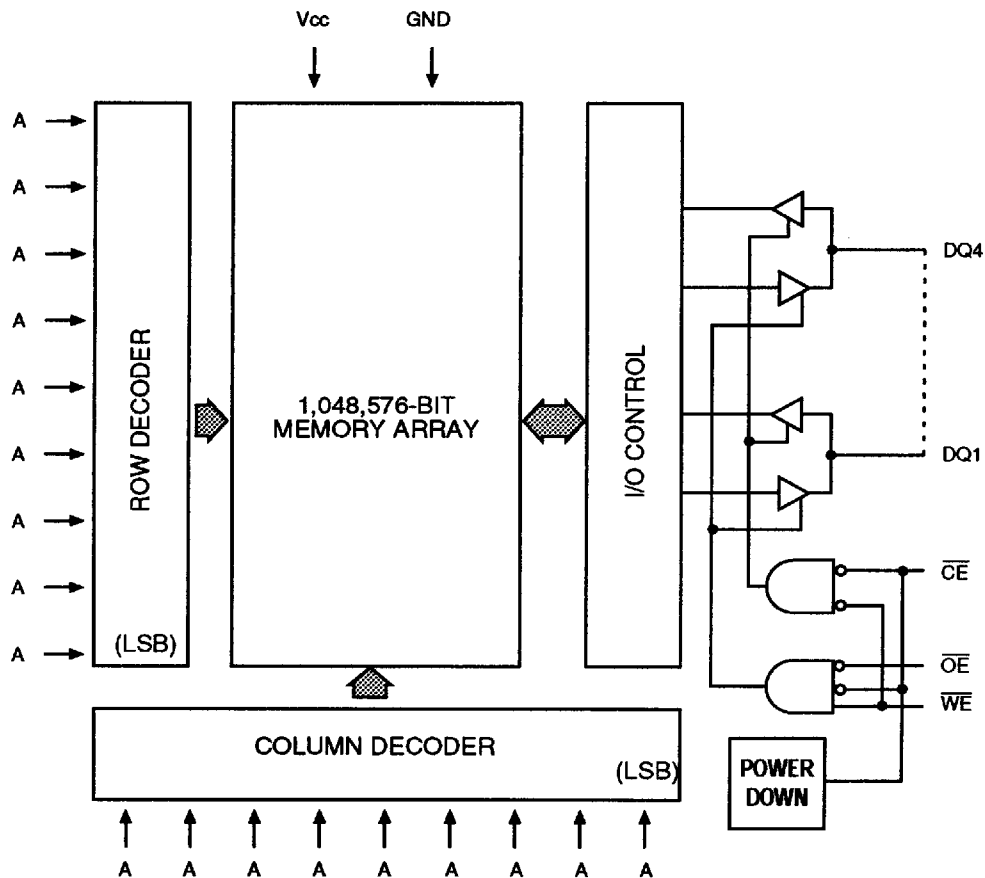 Vcc GND
A
A
A
A
A
A
A
A
A
ROW DECODER
(LSB)
1,048,576-BIT
MEMORY ARRAY
I/O CONTROL
DQ4
DQ1
CE
OE
WE
COLUMN DECODER
(LSB)
POWER
DOWN
A A A A A A A A A